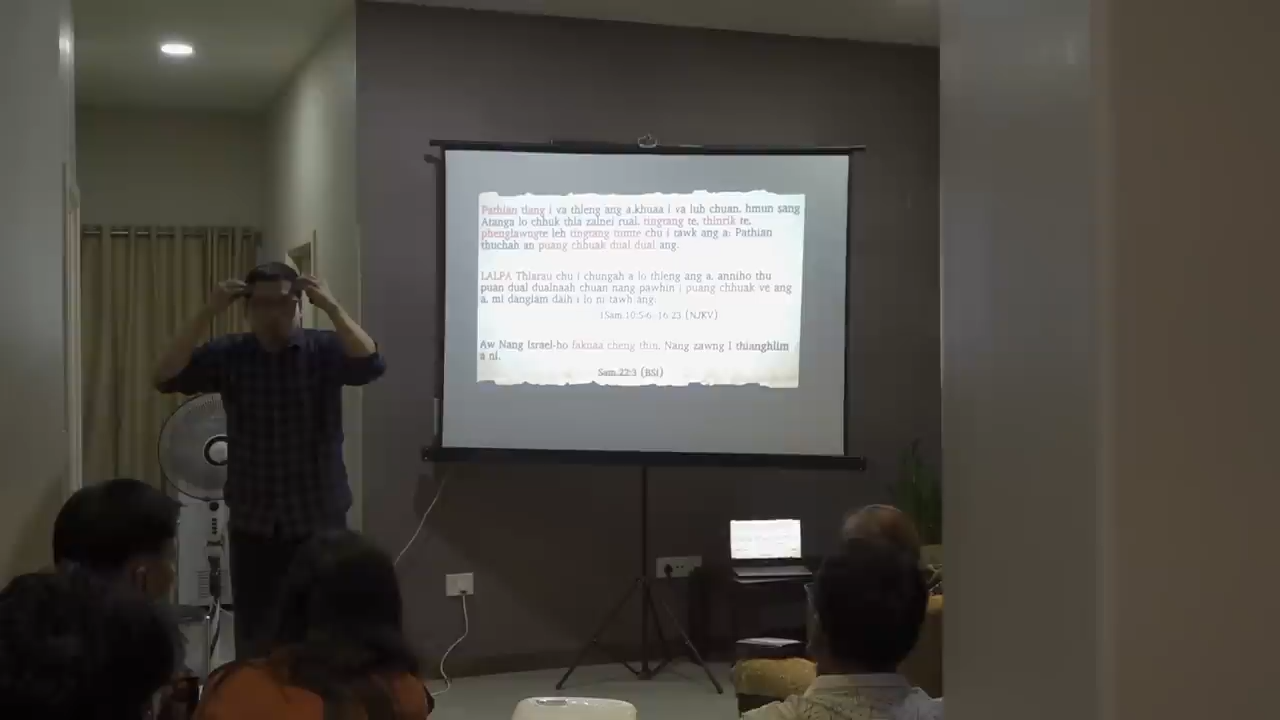 Pathian tlang i va thleng ang a.khuaa i va luh chuan. hmun sang
Atanga lo chhuk thla zalnei rual. tingtang te, thinrik te,
phenglawngte leh tingtang tumte chu i tawk ang a: Pathian
thuchah an puang chhuak dual dual ang.
LALPA Thlarau chu i chungah a lo thleng ang a. anniho thu
puan dual dualnaah chuan nang pawhin i puang chhuak ve ang
a, mi danglam daih i lo ni tawh ang.
1Sam.10:5-6. 16 23 (NJKV)
Aw Nang Israel-ho faknaa cheng thin. Nang zawng I thianghlim
a ni.
Sam.22:3 (BSI)